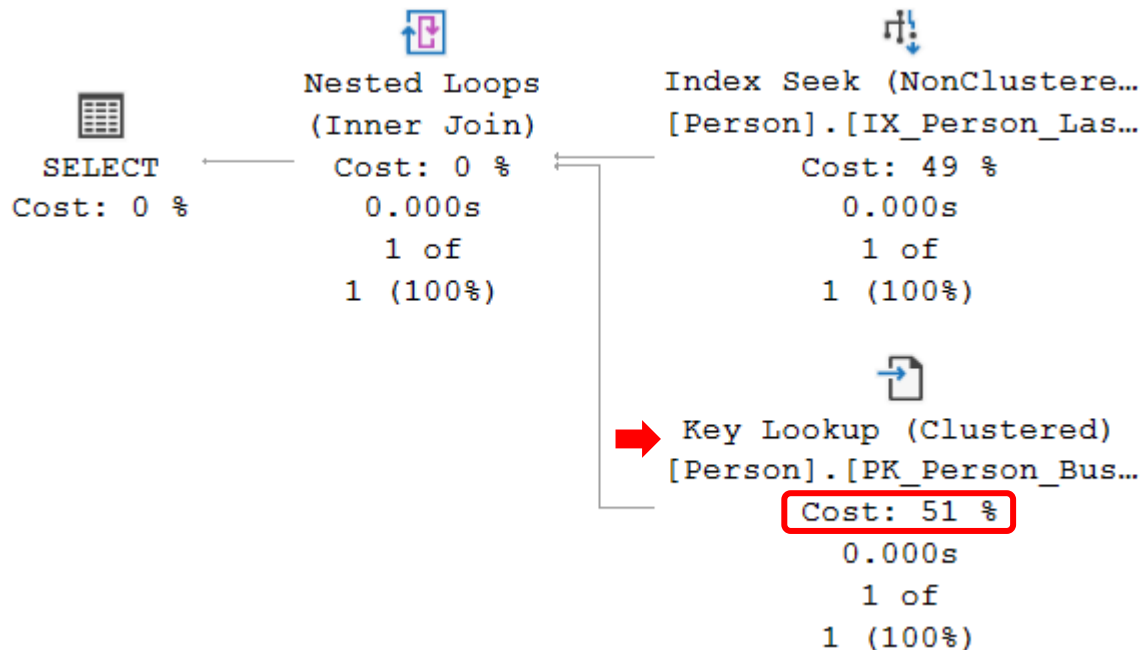 SELECT
Cost: 0 %
Nested Loops
(Inner Join)
Cost: 0 %
0.000s
1 of
1 (100%)
Index Seek (NonClustere…
[Person].[IX_Person_Las…
Cost: 49 %
0.000s
1 of
1 (100%)
Key Lookup (Clustered)
[Person].[PK_Person_Bus…
Cost: 51 %
0.000s
1 of
1 (100%)